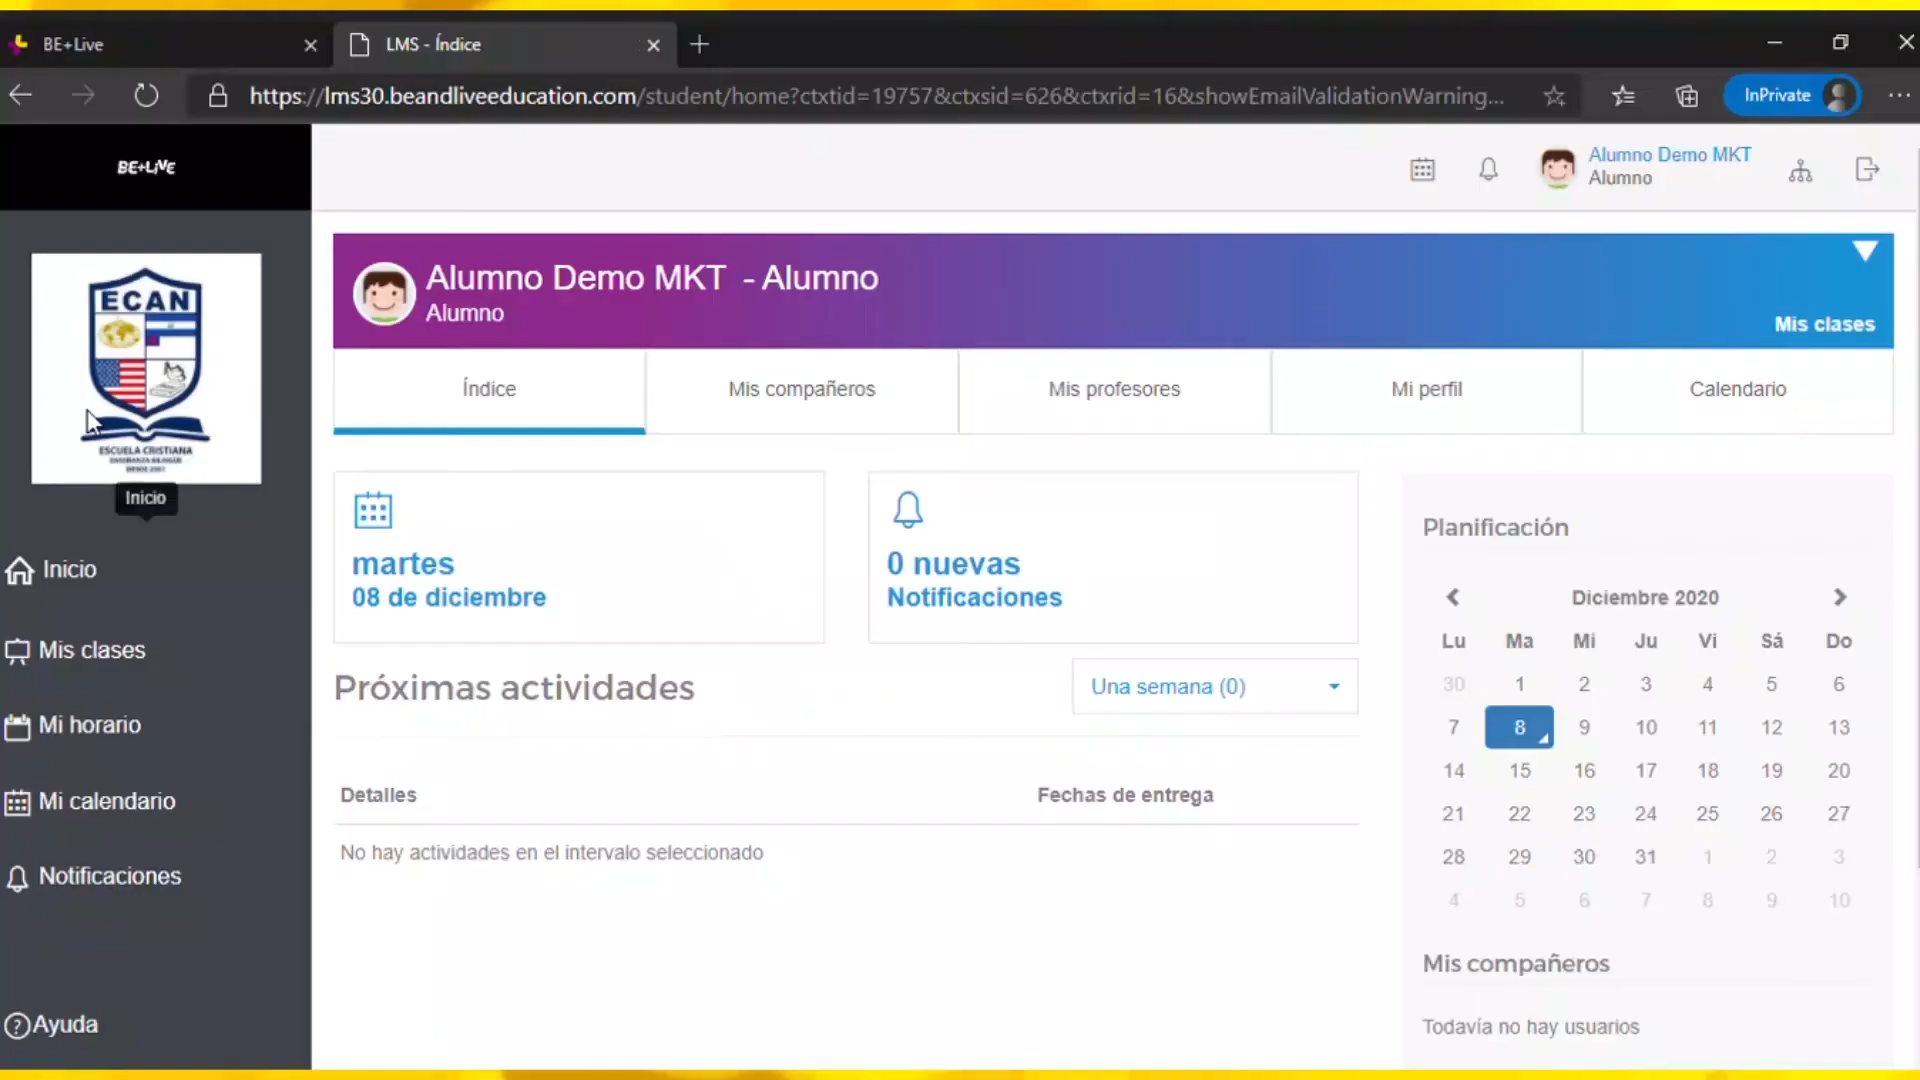 BE+Live
LMS - Índice
https://lms30.beandliveeducation.com/student/home?ctxtid=19757&ctxsid=626&ctxrid=16&showEmailValidationWarning...
InPrivate
BE+LIVE
Alumno Demo MKT
Alumno
ECAN
ESCUELA CRISTIANA
ENSEÑANZA BILINGÜE
DESDE 2001
Inicio
Inicio
Mis clases
Mi horario
Mi calendario
Notificaciones
Ayuda
Alumno Demo MKT - Alumno
Alumno
Mis clases
Índice
Mis compañeros
Mis profesores
Mi perfil
Calendario
martes
08 de diciembre
0 nuevas
Notificaciones
Próximas actividades
Una semana (0)
Detalles Fechas de entrega
No hay actividades en el intervalo seleccionado
Planificación
Diciembre 2020
Lu Ma Mi Ju Vi Sá Do
30 1 2 3 4 5 6
7 8 9 10 11 12 13
14 15 16 17 18 19 20
21 22 23 24 25 26 27
28 29 30 31 1 2 3
4 5 6 7 8 9 10
Mis compañeros
Todavía no hay usuarios